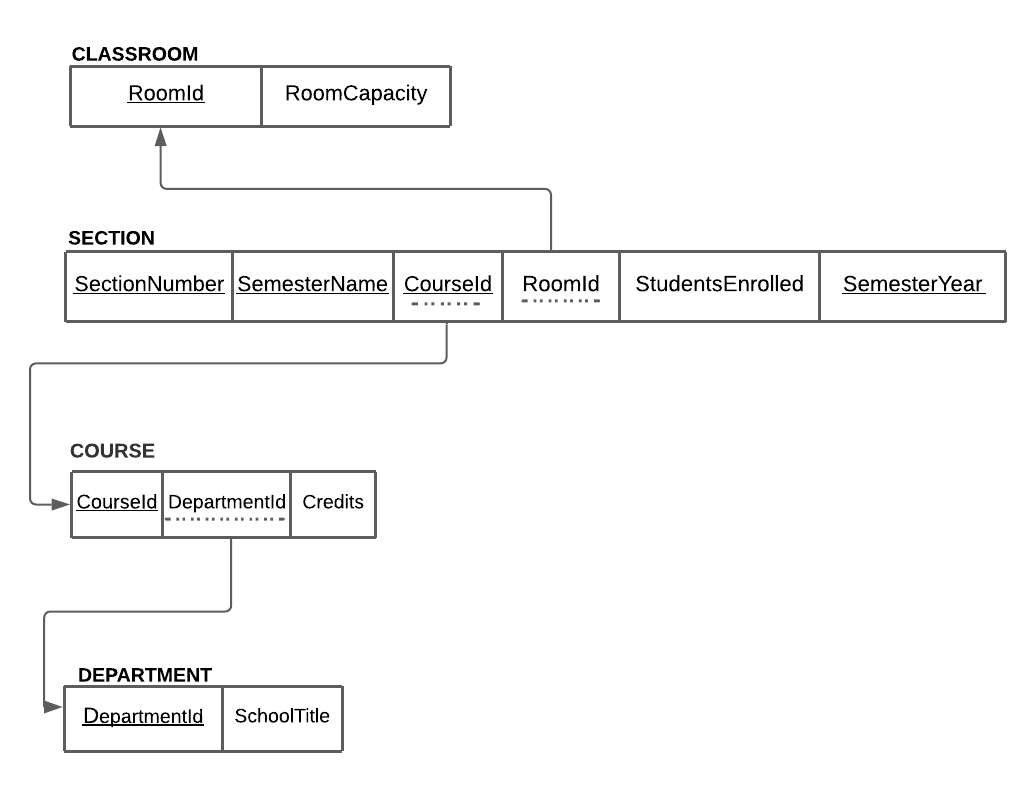 CLASSROOM
RoomId RoomCapacity
SECTION
SectionNumber SemesterName CourseId RoomId StudentsEnrolled SemesterYear
COURSE
CourseId DepartmentId Credits
DEPARTMENT
DepartmentId SchoolTitle